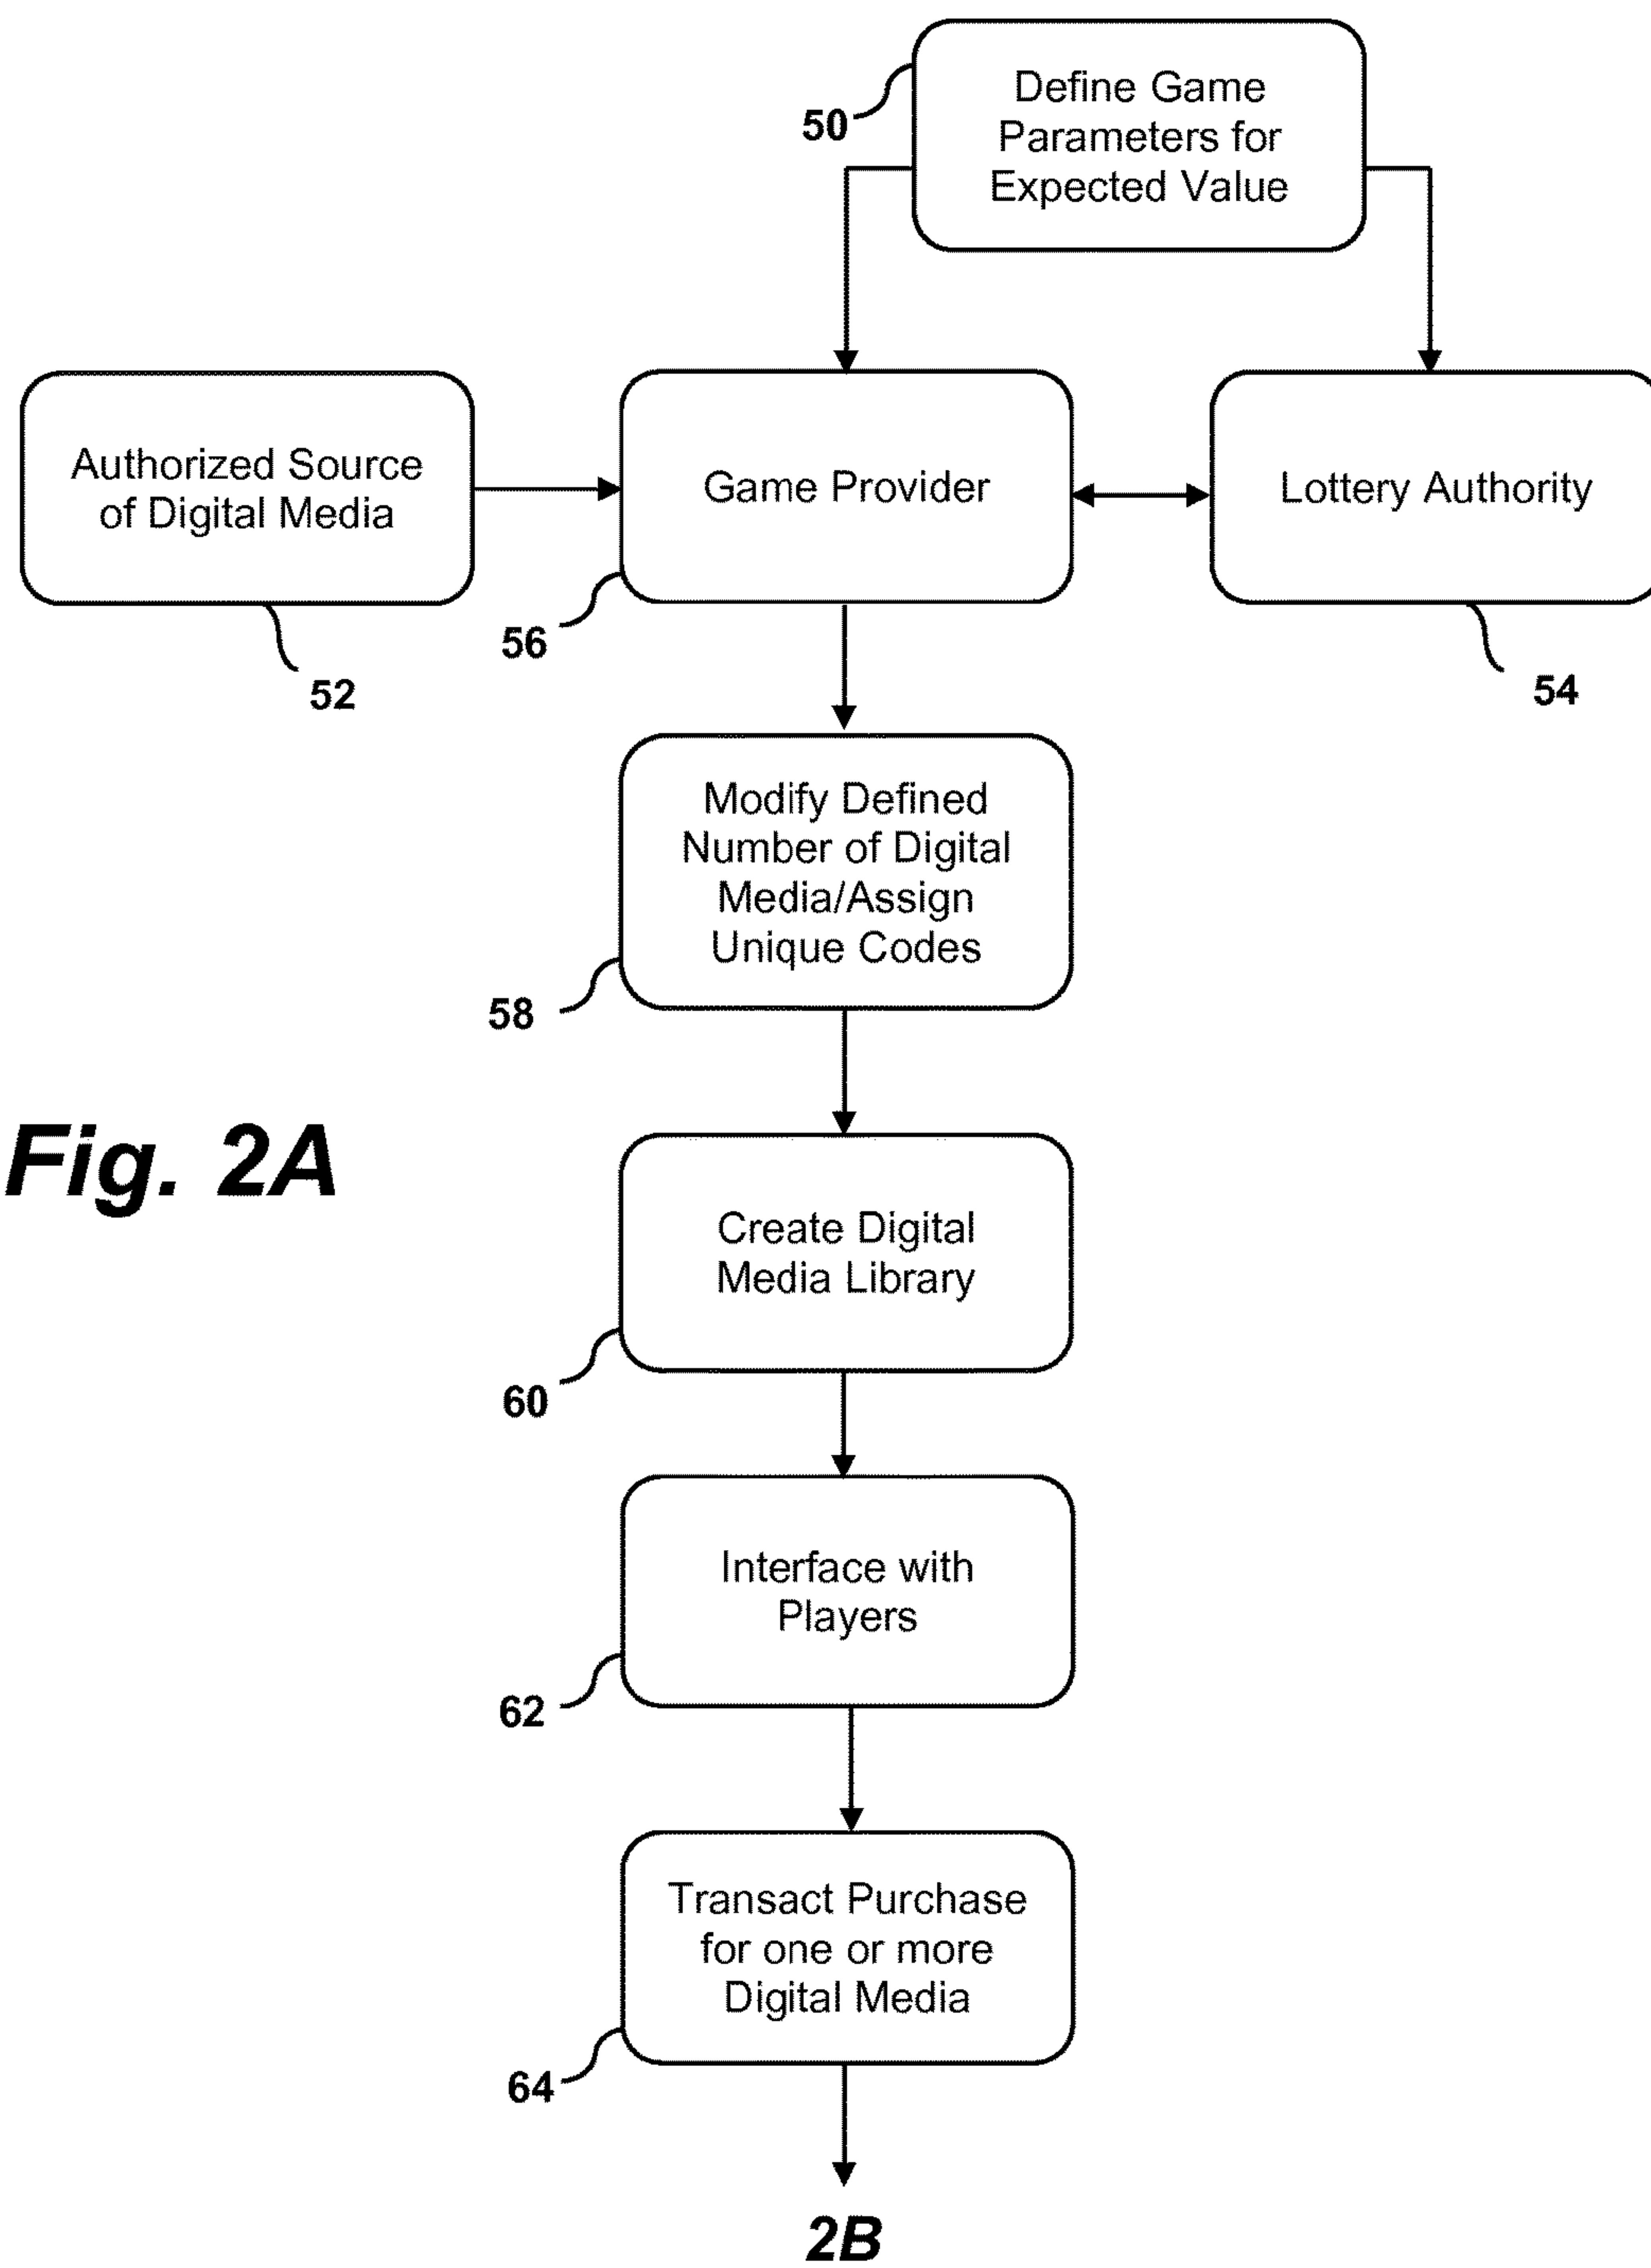 Define Game
Parameters for
Expected Value
50
Authorized Source
of Digital Media
52
Game Provider
56
Lottery Authority
54
Modify Defined
Number of Digital
Media/Assign
Unique Codes
58
Fig. 2A
Create Digital
Media Library
60
Interface with
Players
62
Transact Purchase
for one or more
Digital Media
64
2B